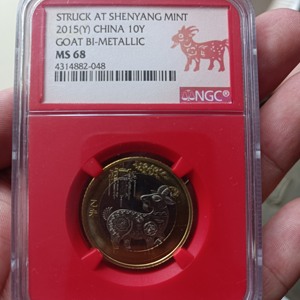 STRUCK AT SHENYANG MINT
2015(Y) CHINA 10Y
GOAT BI-METALLIC
MS 68
4314882-048
NGC®